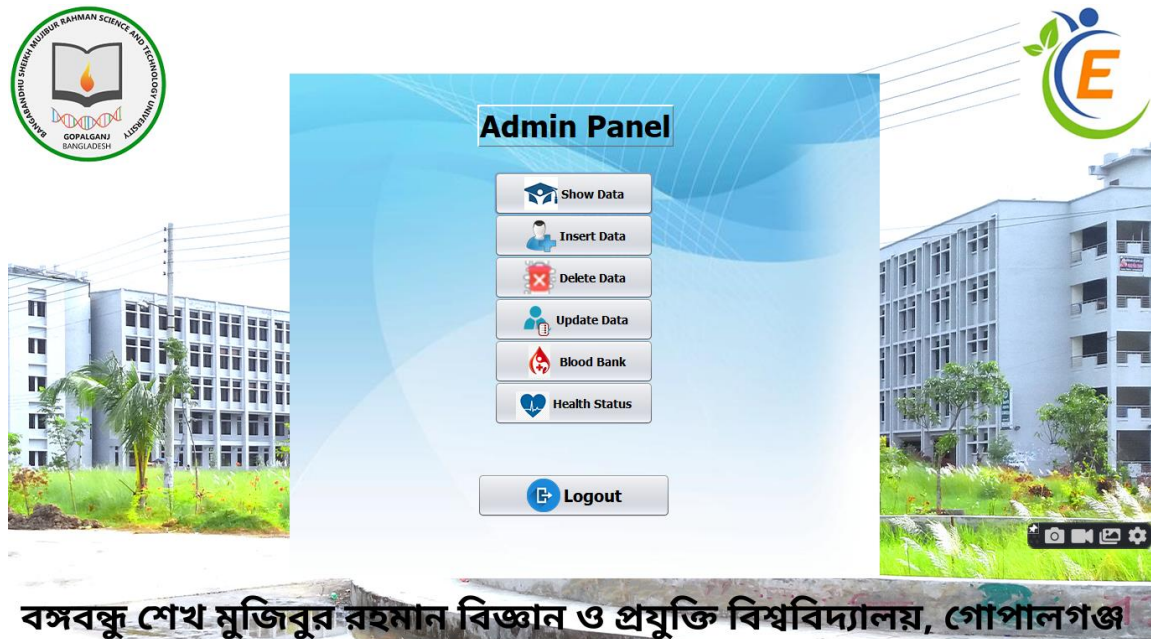 BANGABANDHU SHEIKH MUJIBUR RAHMAN SCIENCE AND TECHNOLOGY UNIVERSITY
GOPALGANJ
BANGLADESH
E
Admin Panel
Show Data
Insert Data
Delete Data
Update Data
Blood Bank
Health Status
Logout
বঙ্গবন্ধু শেখ মুজিবুর রহমান বিজ্ঞান ও প্রযুক্তি বিশ্ববিদ্যালয়, গোপালগঞ্জ